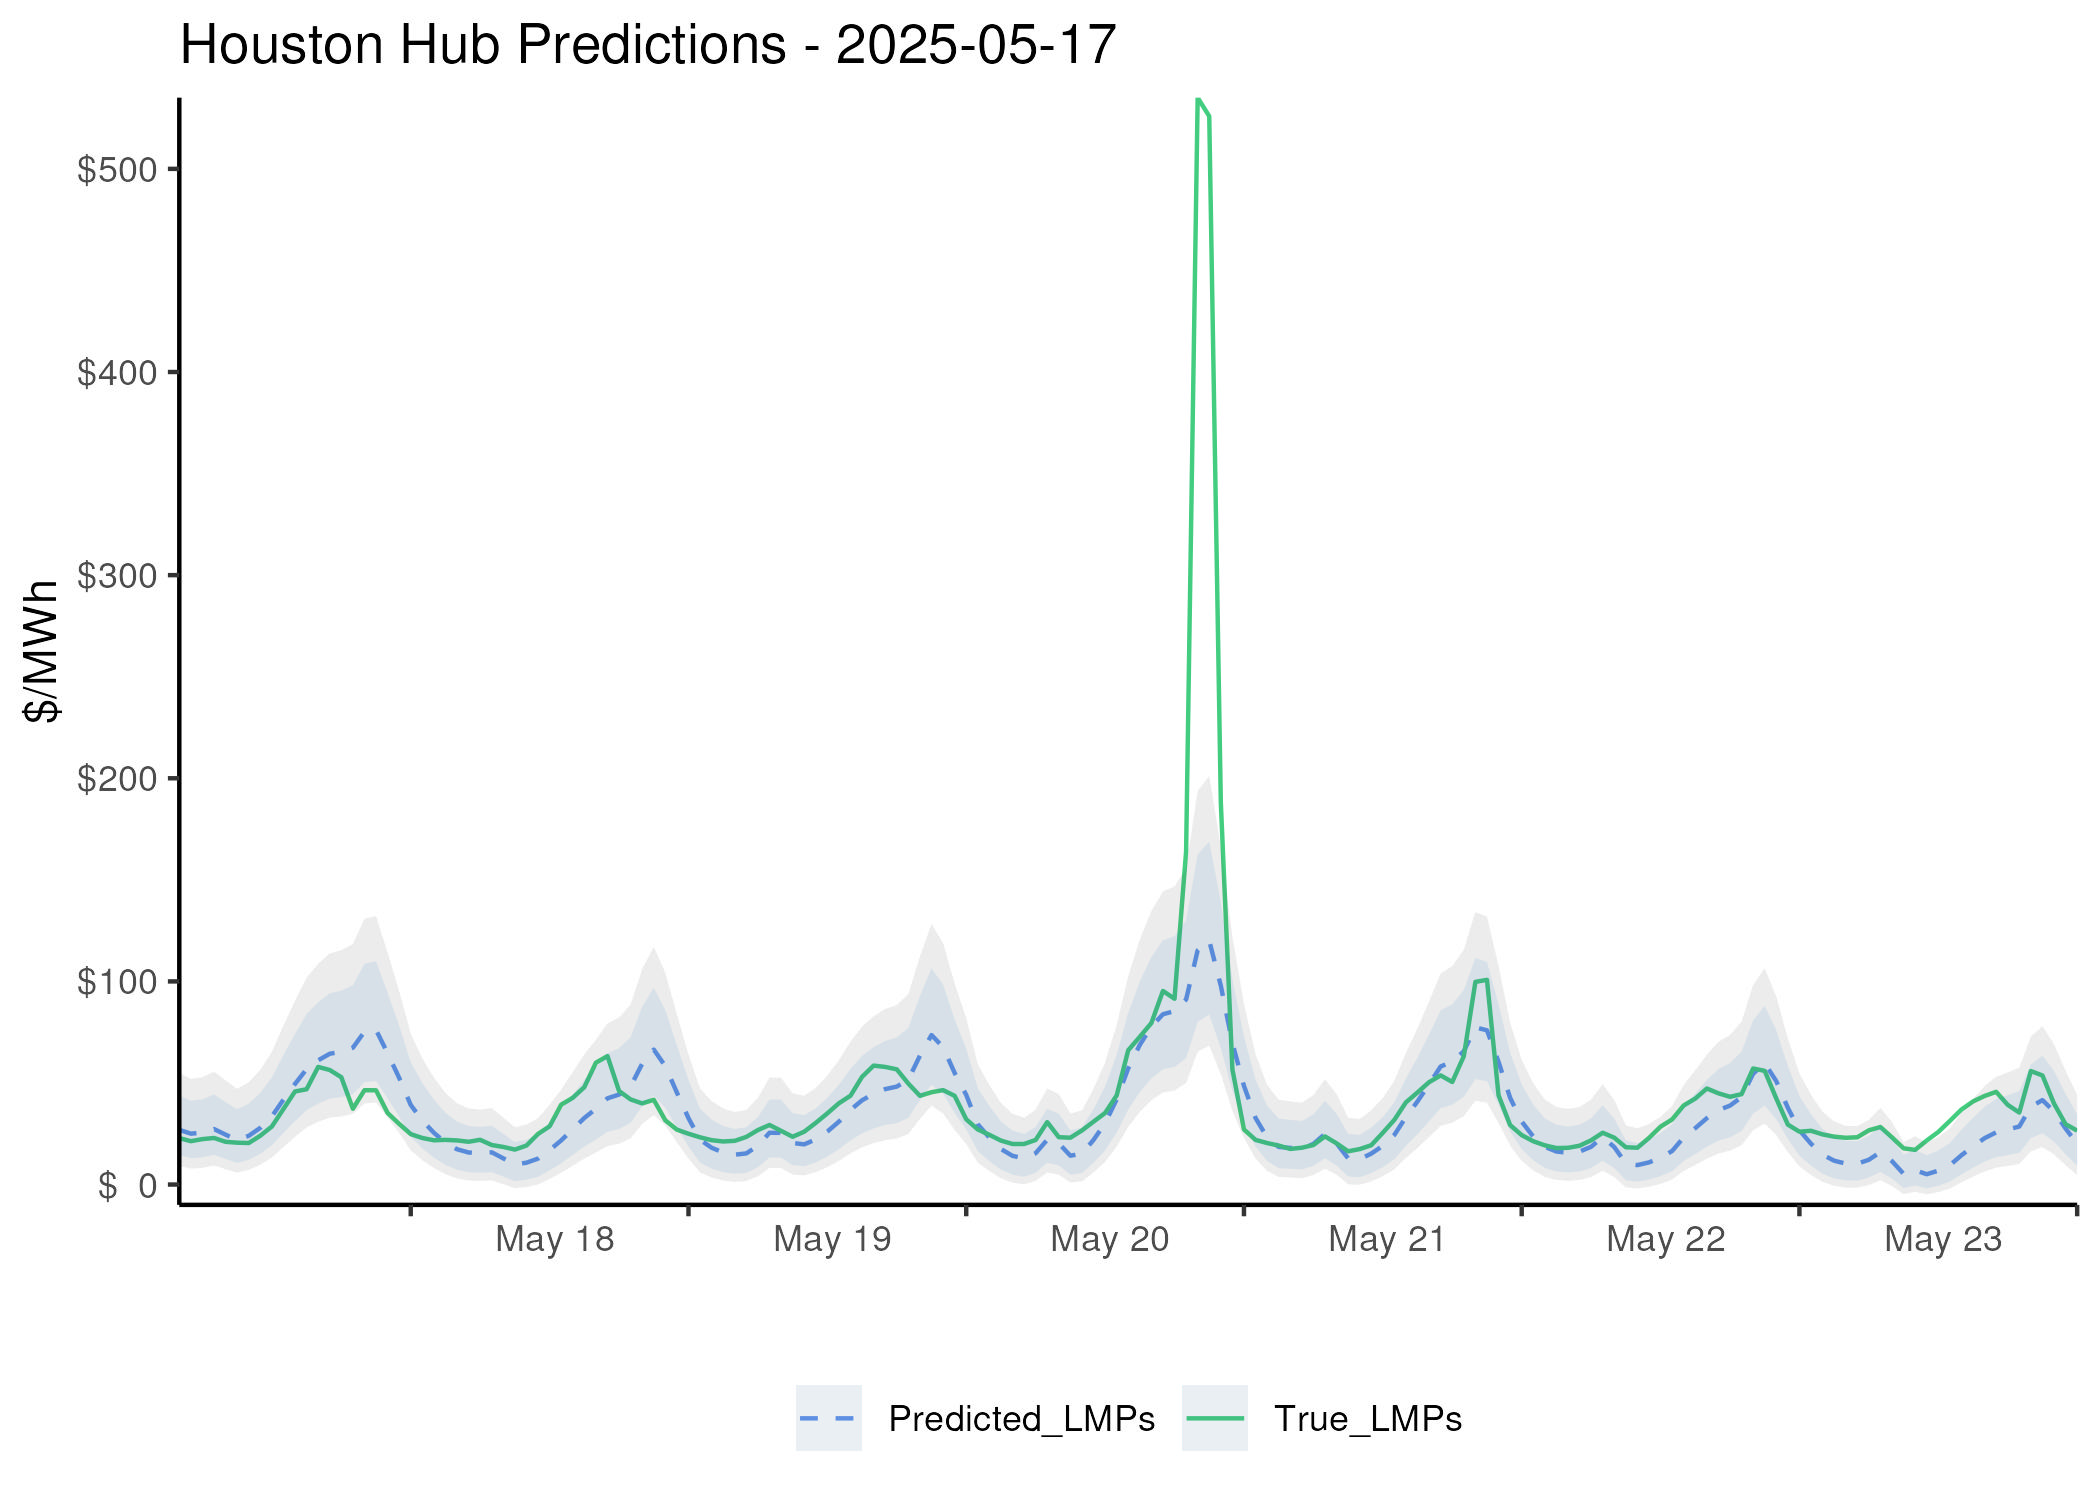 Houston Hub Predictions - 2025-05-17
$/MWh
$500
$400
$300
$200
$100
$ 0
May 18
May 19
May 20
May 21
May 22
May 23
Predicted_LMPs
True_LMPs